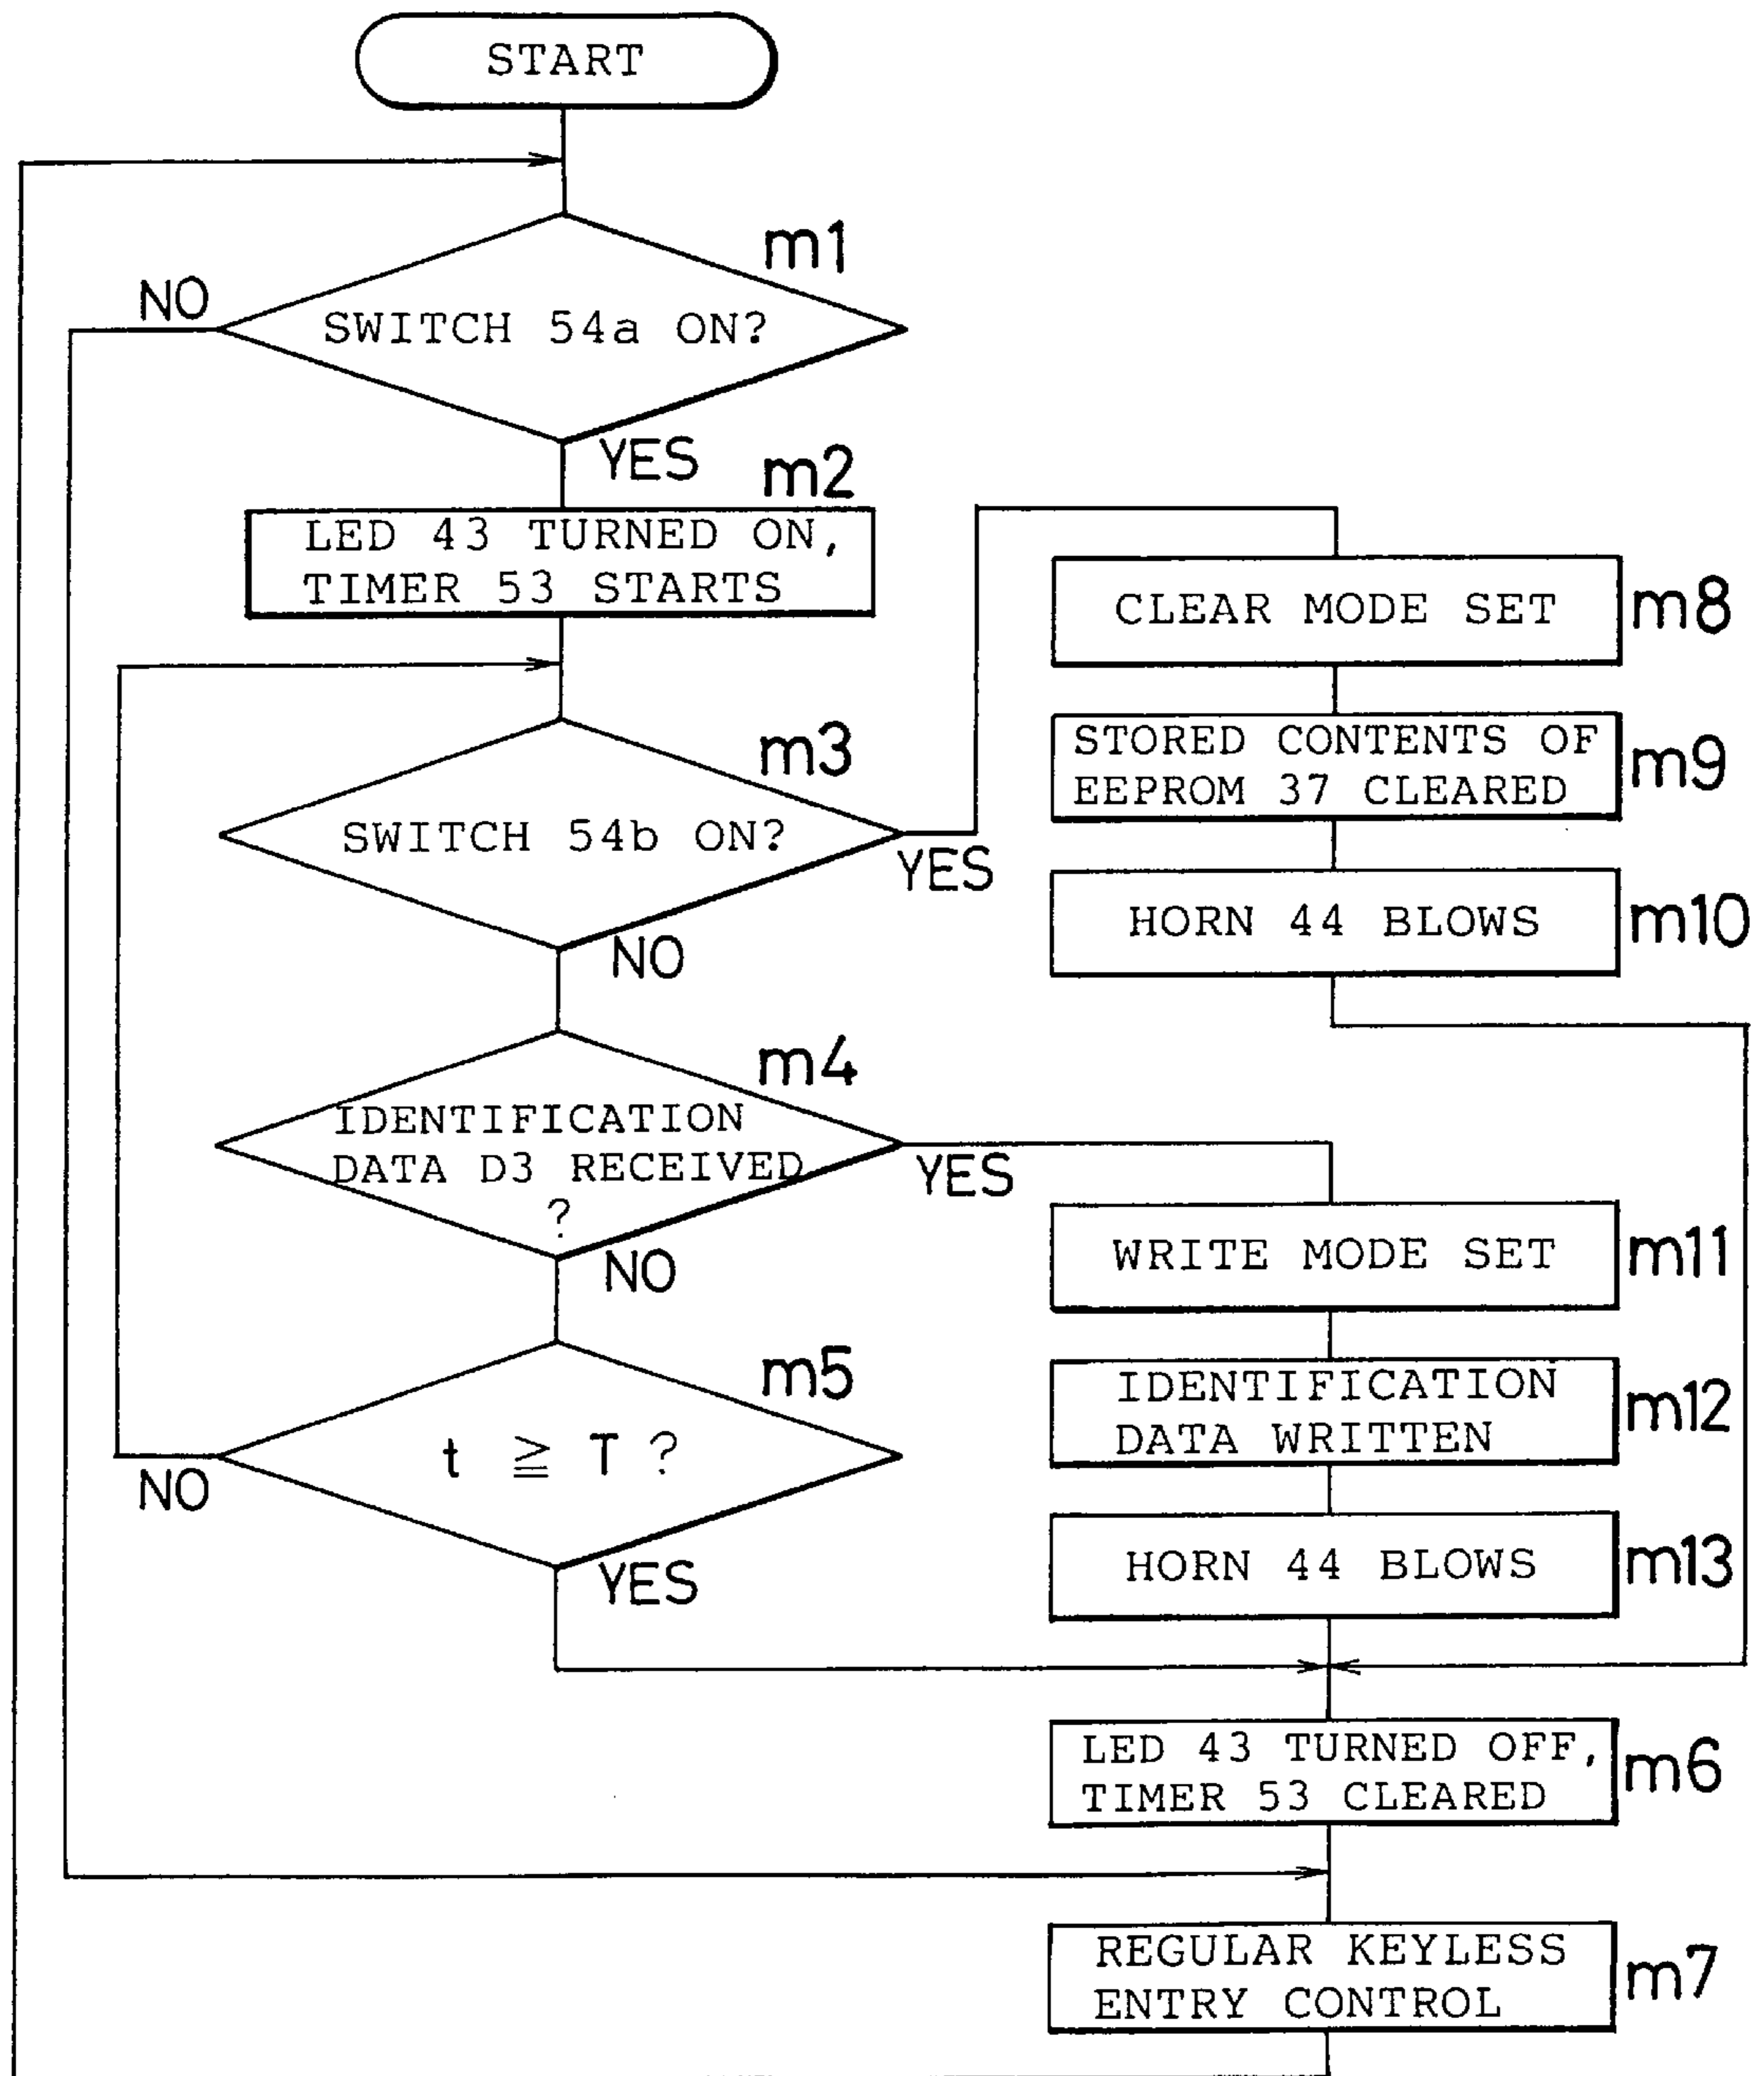 START
m1
NO
SWITCH 54a ON?
YES
m2
LED 43 TURNED ON,
TIMER 53 STARTS
m3
SWITCH 54b ON?
YES
NO
m4
IDENTIFICATION
DATA D3 RECEIVED
?
YES
NO
m5
t ≧ T ?
NO
YES
CLEAR MODE SET
m8
STORED CONTENTS OF
EEPROM 37 CLEARED
m9
HORN 44 BLOWS
m10
WRITE MODE SET
m11
IDENTIFICATION
DATA WRITTEN
m12
HORN 44 BLOWS
m13
LED 43 TURNED OFF,
TIMER 53 CLEARED
m6
REGULAR KEYLESS
ENTRY CONTROL
m7